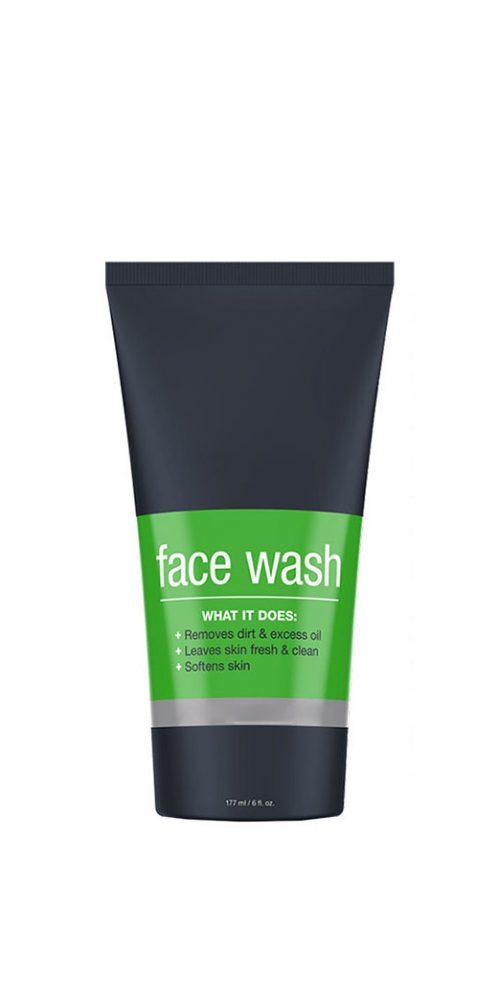 face wash
WHAT IT DOES:
+ Removes dirt & excess oil
+ Leaves skin fresh & clean
+ Softens skin
177 ml / 6 fl. oz.